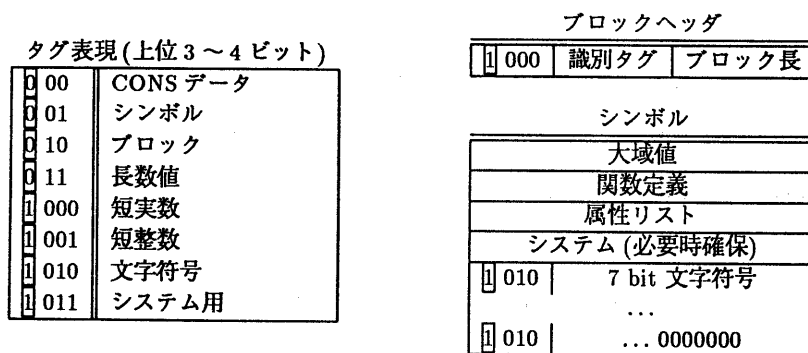 タグ表現(上位3～4ビット)
0 00 CONSデータ
0 01 シンボル
0 10 ブロック
0 11 長数値
1 000 短実数
1 001 短整数
1 010 文字符号
1 011 システム用
ブロックヘッダ
1 000 識別タグ ブロック長
シンボル
大域値
関数定義
属性リスト
システム(必要時確保)
1 010 7 bit 文字符号
...
1 010 ... 0000000